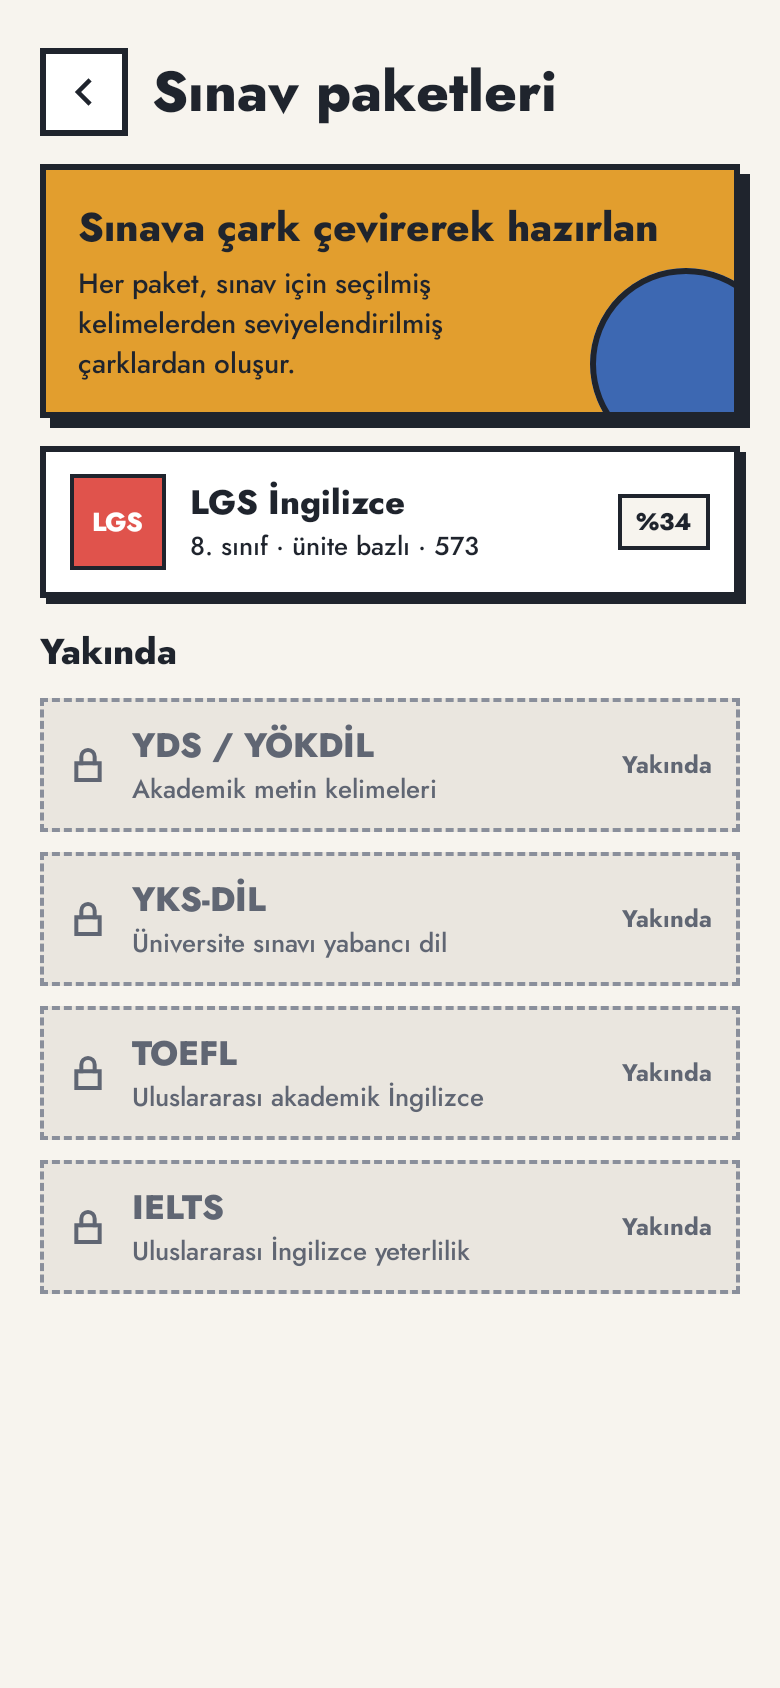 Sınav paketleri
Sınava çark çevirerek hazırlan
Her paket, sınav için seçilmiş
kelimelerden seviyelendirilmiş
çarklardan oluşur.
LGS
LGS İngilizce
8. sınıf · ünite bazlı · 573
%34
Yakında
YDS / YÖKDİL
Akademik metin kelimeleri
Yakında
YKS-DİL
Üniversite sınavı yabancı dil
Yakında
TOEFL
Uluslararası akademik İngilizce
Yakında
IELTS
Uluslararası İngilizce yeterlilik
Yakında